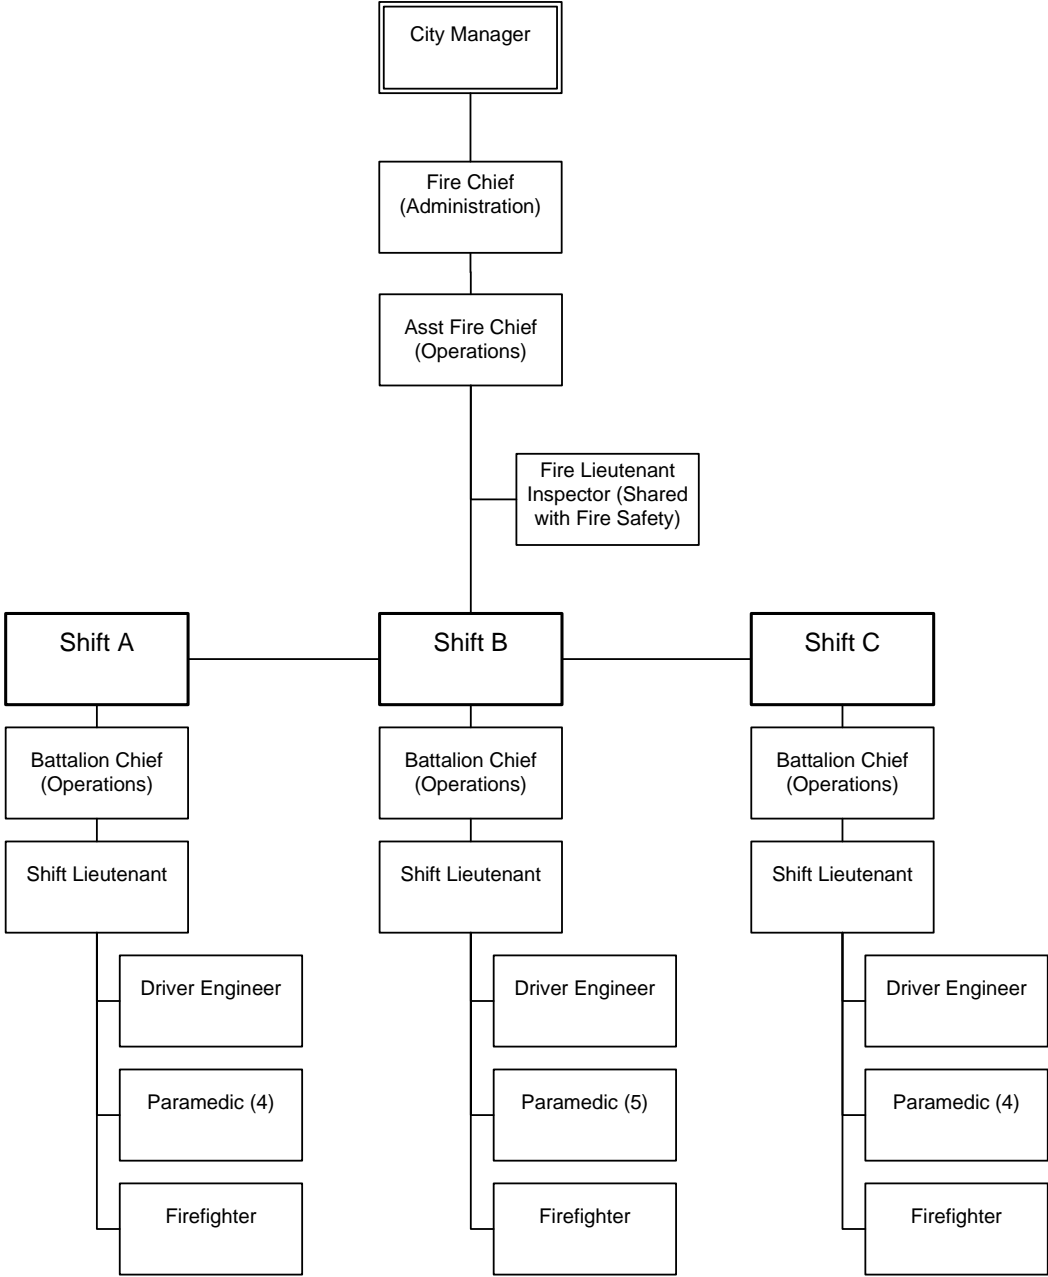 City Manager
Fire Chief
(Administration)
Asst Fire Chief
(Operations)
Fire Lieutenant
Inspector (Shared
with Fire Safety)
Shift A
Shift B
Shift C
Battalion Chief
(Operations)
Battalion Chief
(Operations)
Battalion Chief
(Operations)
Shift Lieutenant
Shift Lieutenant
Shift Lieutenant
Driver Engineer
Driver Engineer
Driver Engineer
Paramedic (4)
Paramedic (5)
Paramedic (4)
Firefighter
Firefighter
Firefighter